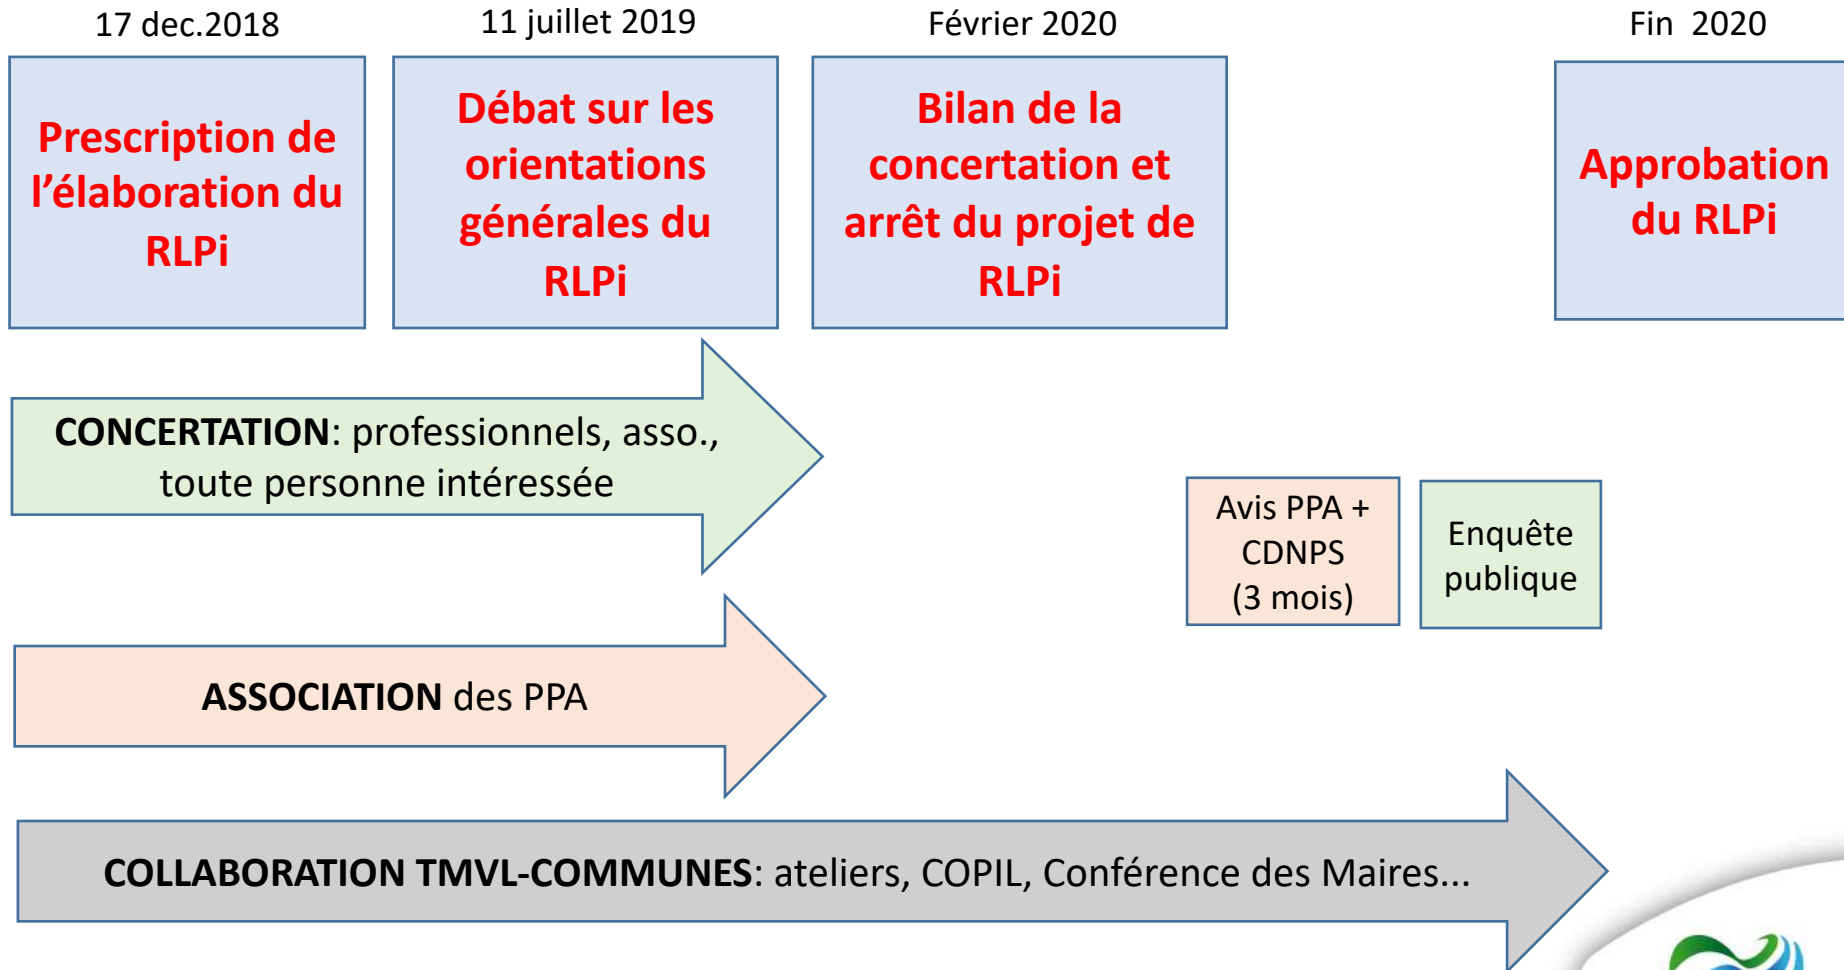 17 dec.2018
11 juillet 2019
Février 2020
Fin 2020
Prescription de
l’élaboration du
RLPi
Débat sur les
orientations
générales du
RLPi
Bilan de la
concertation et
arrêt du projet de
RLPi
Approbation
du RLPi
CONCERTATION: professionnels, asso.,
toute personne intéressée
Avis PPA +
CDNPS
(3 mois)
Enquête
publique
ASSOCIATION des PPA
COLLABORATION TMVL-COMMUNES: ateliers, COPIL, Conférence des Maires...